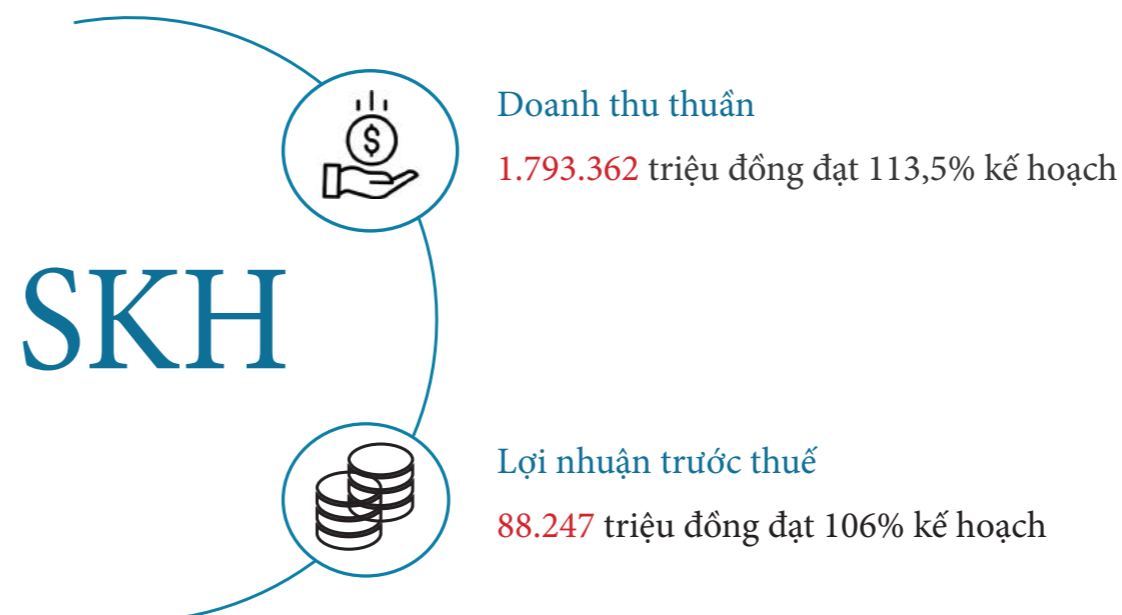 SKH
Doanh thu thuần
1.793.362 triệu đồng đạt 113,5% kế hoạch
Lợi nhuận trước thuế
88.247 triệu đồng đạt 106% kế hoạch